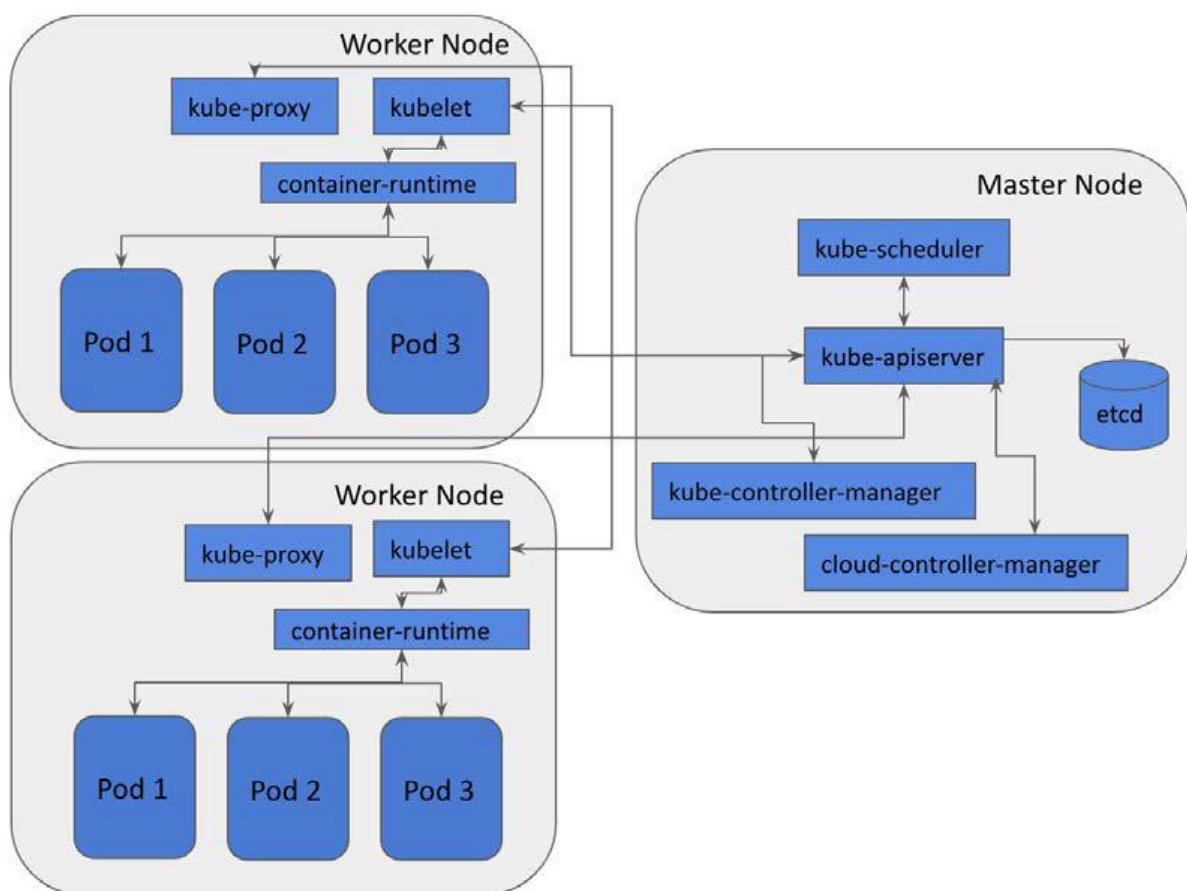 Worker Node
kube-proxy
kubelet
container-runtime
Pod 1
Pod 2
Pod 3
Master Node
kube-scheduler
kube-apiserver
etcd
kube-controller-manager
cloud-controller-manager
Worker Node
kube-proxy
kubelet
container-runtime
Pod 1
Pod 2
Pod 3